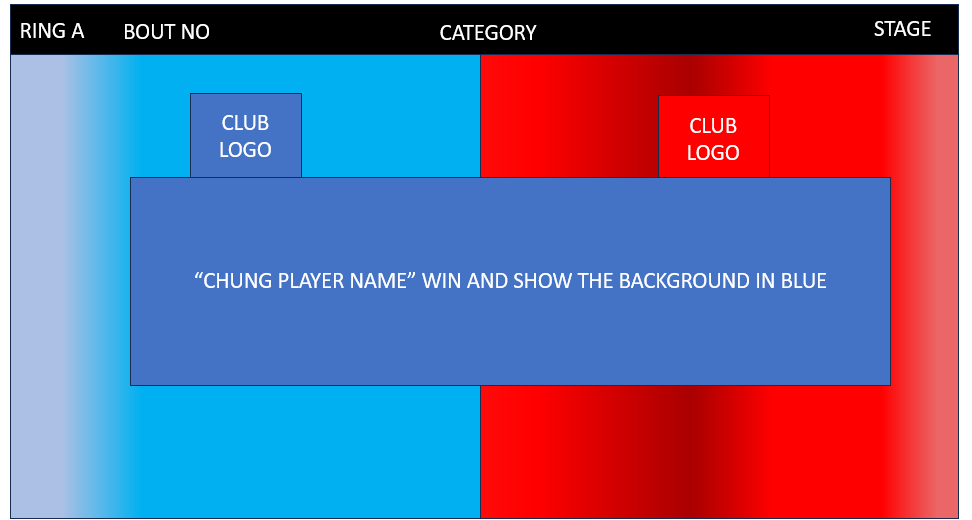 RING A
BOUT NO
CATEGORY
STAGE
CLUB
LOGO
CLUB
LOGO
“CHUNG PLAYER NAME” WIN AND SHOW THE BACKGROUND IN BLUE